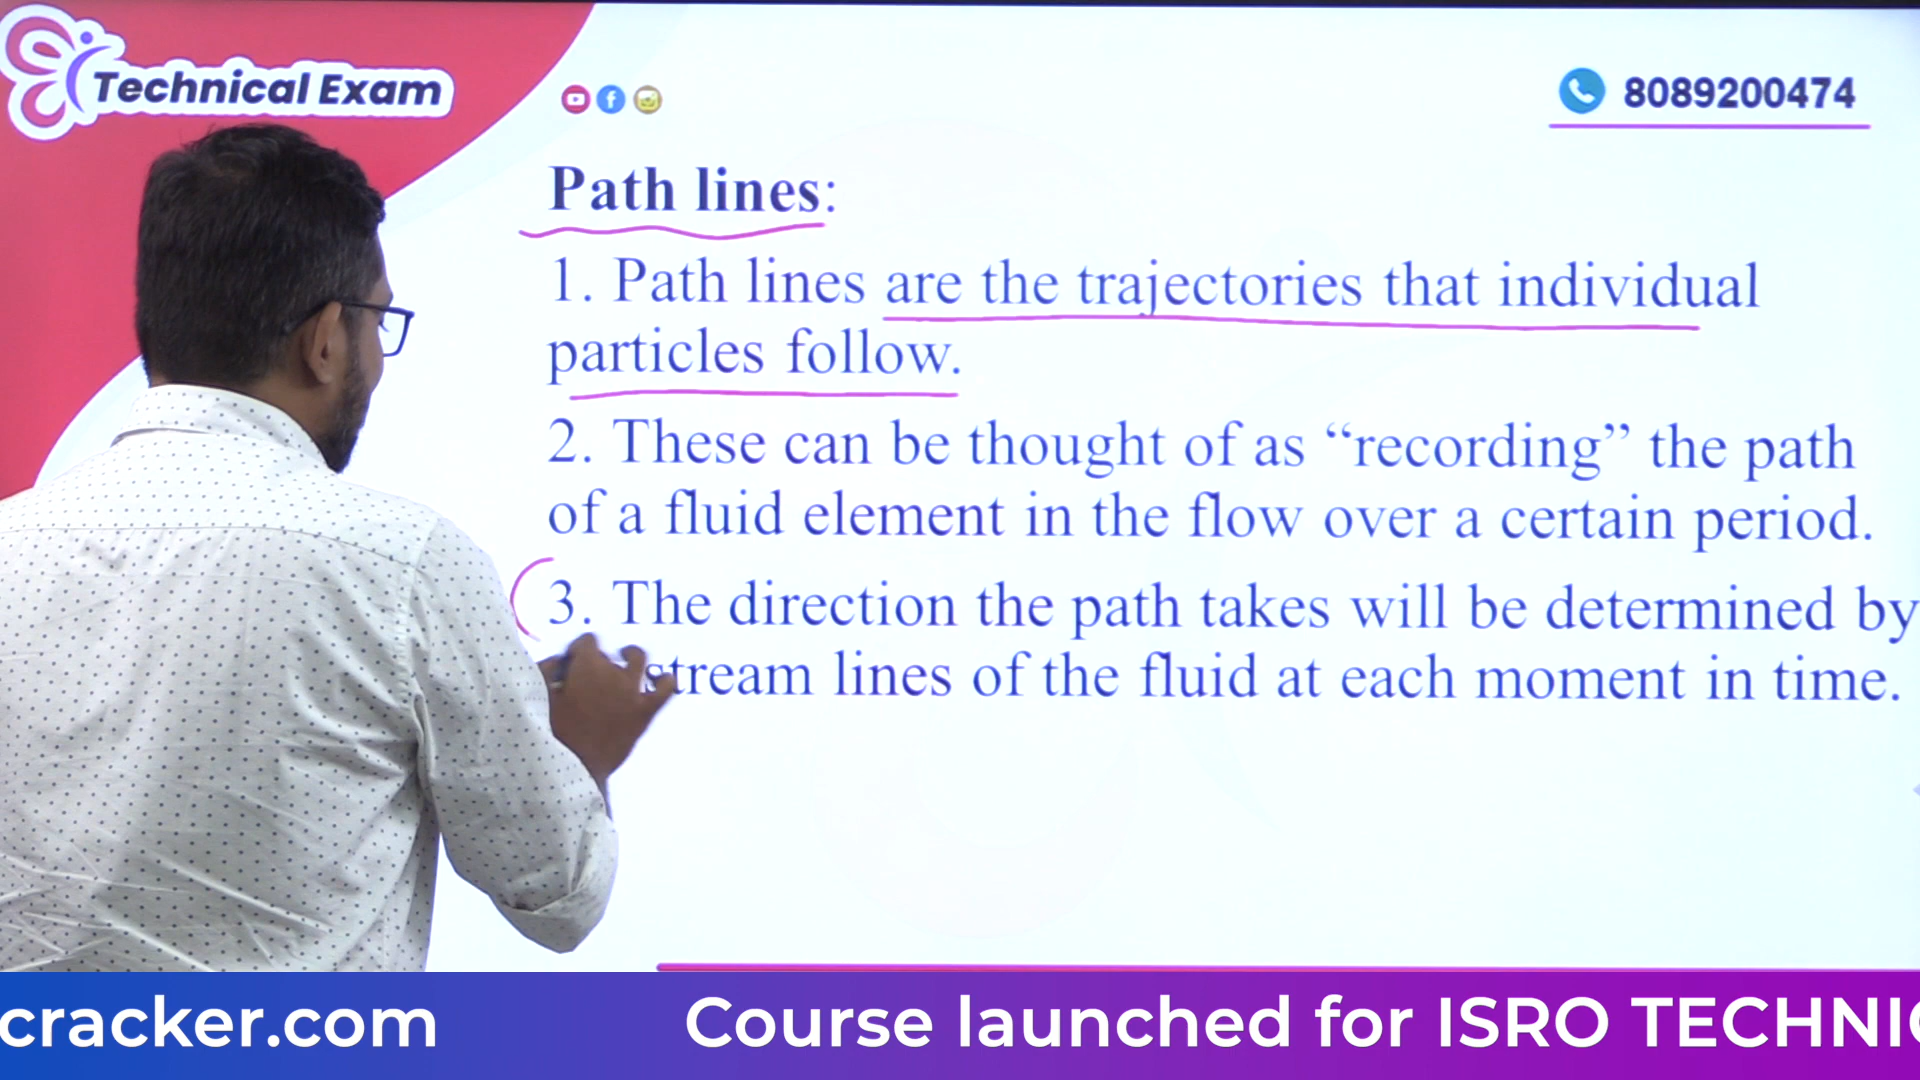 Technical Exam
8089200474
Path lines:
1. Path lines are the trajectories that individual
particles follow.
2. These can be thought of as “recording” the path
of a fluid element in the flow over a certain period.
3. The direction the path takes will be determined by
stream lines of the fluid at each moment in time.
cracker.com Course launched for ISRO TECHNIC